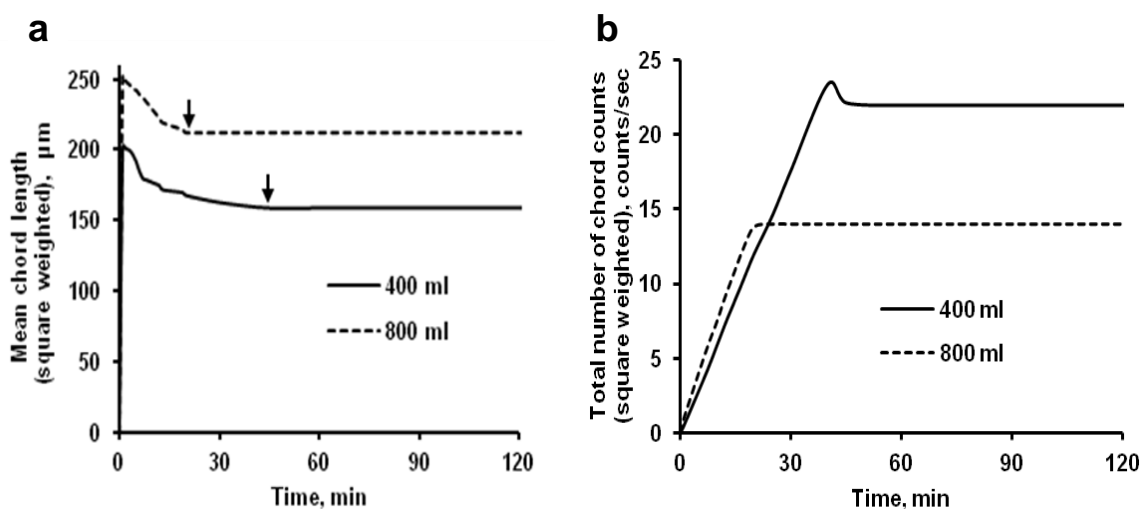 a
Mean chord length
(square weighted), μm
250
200
150
100
50
0
400 ml
800 ml
0 30 60 90 120
Time, min
b
Total number of chord counts
(square weighted), counts/sec
25
20
15
10
5
0
400 ml
800 ml
0 30 60 90 120
Time, min